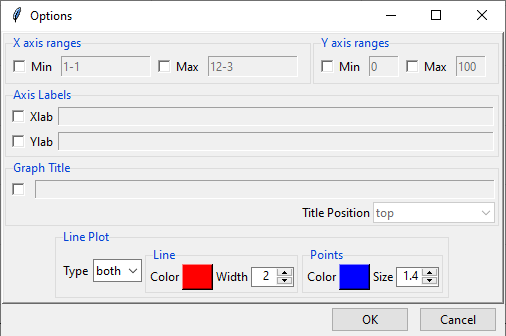 Options
X axis ranges
Y axis ranges
Min 1-1 Max 12-3
Min 0 Max 100
Axis Labels
Xlab
Ylab
Graph Title
Title Position top
Line Plot
Line
Points
Type both Color Width 2 Color Size 1.4
OK Cancel